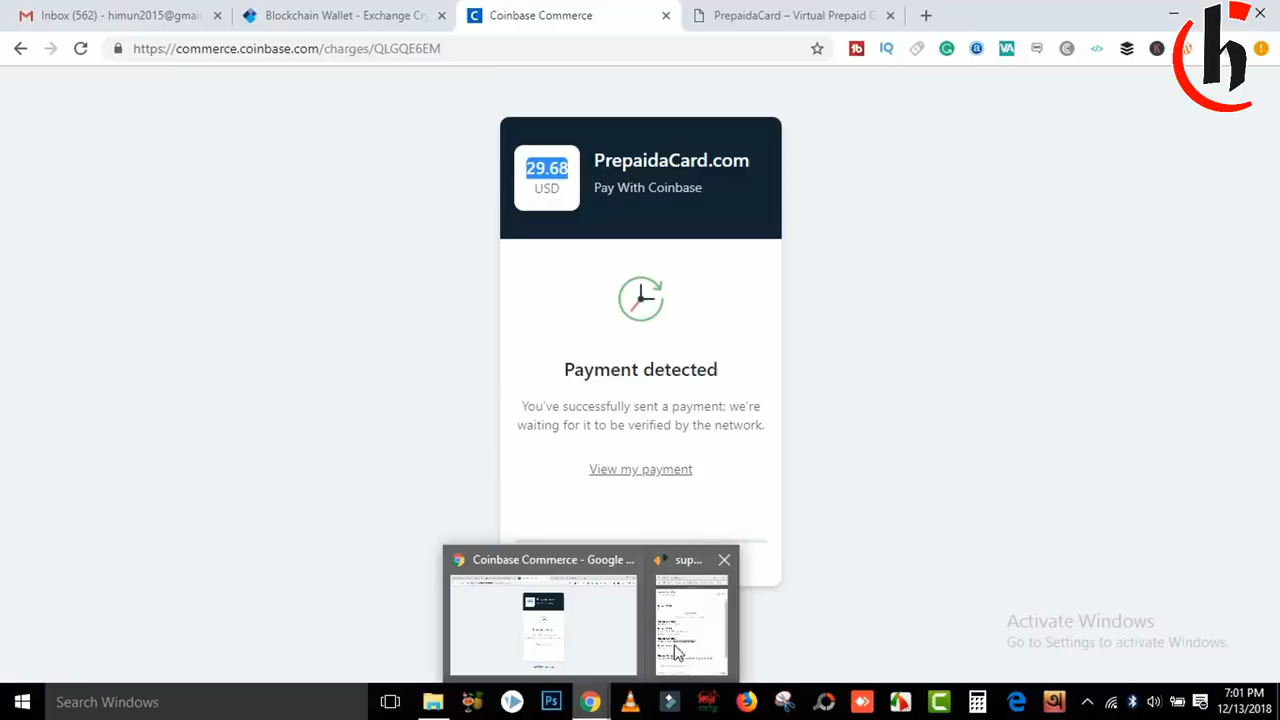 Inbox (562) - himun2015@gmai
Blockchain Wallet - Exchange Cry
Coinbase Commerce
PrepaidaCard – Virtual Prepaid G
https://commerce.coinbase.com/charges/QLGQE6EM
29.68
USD
PrepaidaCard.com
Pay With Coinbase
Payment detected
You've successfully sent a payment; we're
waiting for it to be verified by the network.
View my payment
Coinbase Commerce - Google ...
sup...
Activate Windows
Go to Settings to activate Windows.
Search Windows
7:01 PM
12/13/2018